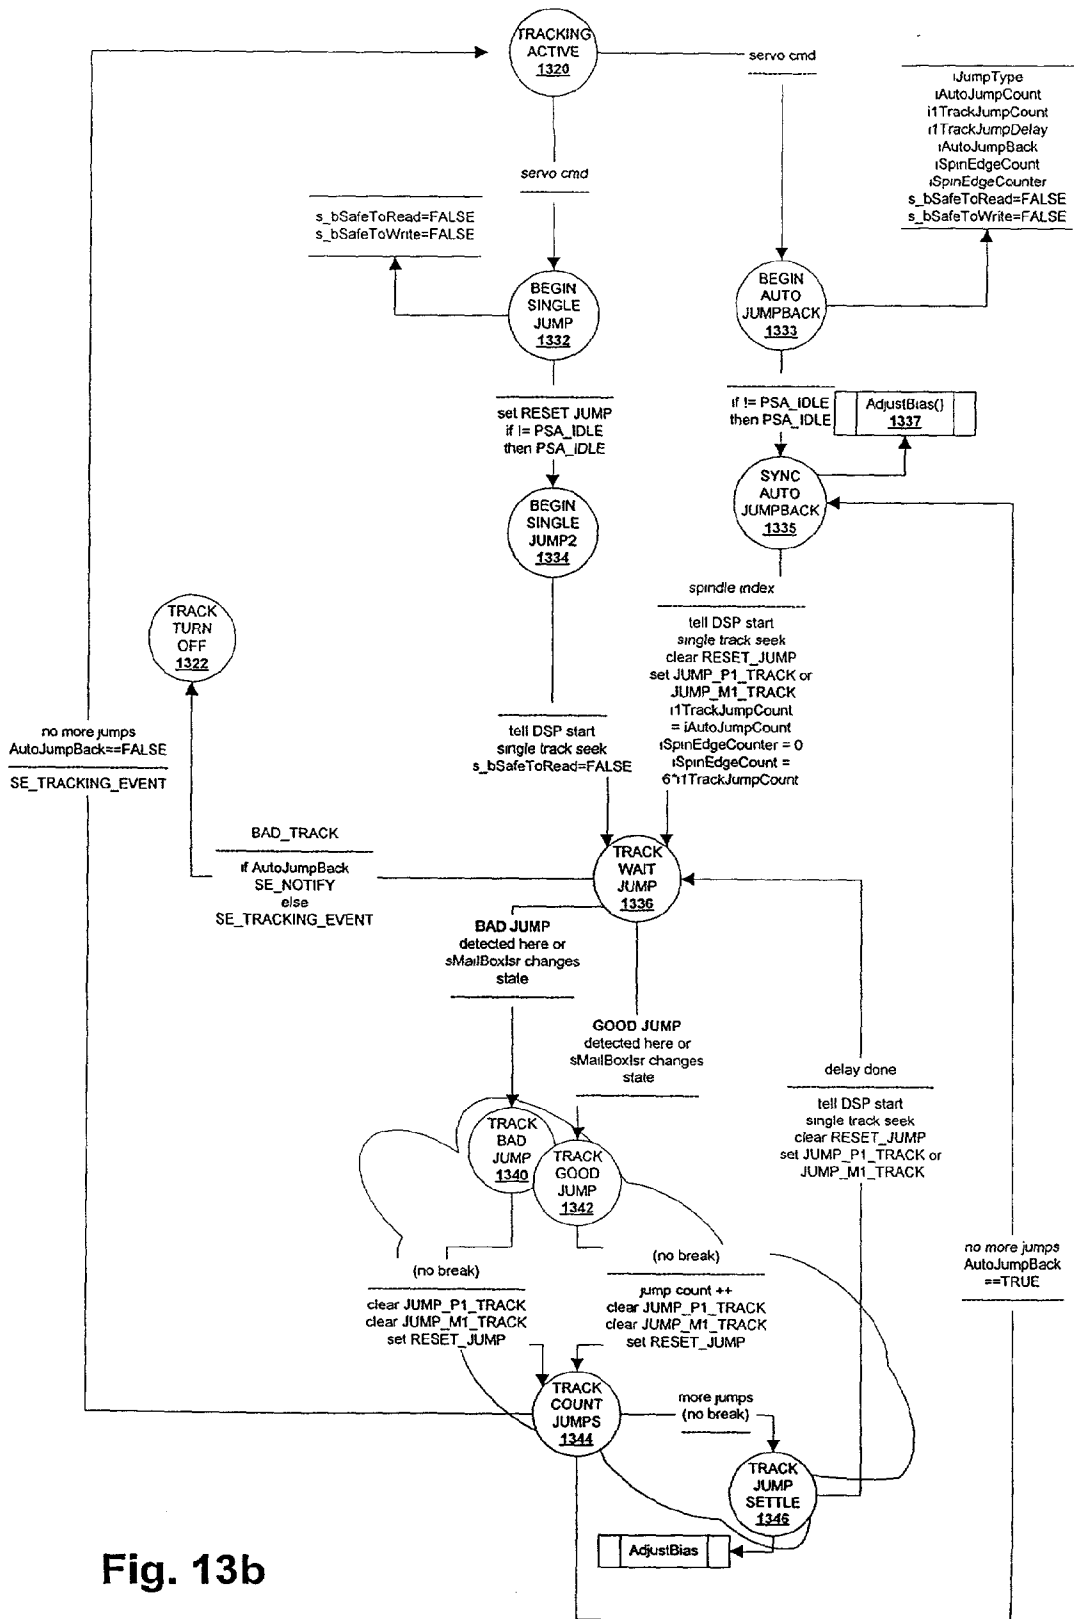 TRACKING
ACTIVE
1320
servo cmd
iJumpType
iAutoJumpCount
i1TrackJumpCount
i1TrackJumpDelay
iAutoJumpBack
iSpinEdgeCount
iSpinEdgeCounter
s_bSafeToRead=FALSE
s_bSafeToWrite=FALSE
servo cmd
s_bSafeToRead=FALSE
s_bSafeToWrite=FALSE
BEGIN
SINGLE
JUMP
1332
BEGIN
AUTO
JUMPBACK
1333
set RESET JUMP
if != PSA_IDLE
then PSA_IDLE
if != PSA_IDLE
then PSA_IDLE
AdjustBias()
1337
BEGIN
SINGLE
JUMP2
1334
SYNC
AUTO
JUMPBACK
1335
TRACK
TURN
OFF
1322
spindle index
tell DSP start
single track seek
clear RESET_JUMP
set JUMP_P1_TRACK or
JUMP_M1_TRACK
i1TrackJumpCount
= iAutoJumpCount
iSpinEdgeCounter = 0
iSpinEdgeCount =
6*i1TrackJumpCount
tell DSP start
single track seek
s_bSafeToRead=FALSE
no more jumps
AutoJumpBack==FALSE
SE_TRACKING_EVENT
BAD_TRACK
if AutoJumpBack
SE_NOTIFY
else
SE_TRACKING_EVENT
TRACK
WAIT
JUMP
1336
BAD JUMP
detected here or
sMailBoxIsr changes
state
GOOD JUMP
detected here or
sMailBoxIsr changes
state
delay done
tell DSP start
single track seek
clear RESET_JUMP
set JUMP_P1_TRACK or
JUMP_M1_TRACK
TRACK
BAD
JUMP
1340
TRACK
GOOD
JUMP
1342
no more jumps
AutoJumpBack
==TRUE
(no break)
clear JUMP_P1_TRACK
clear JUMP_M1_TRACK
set RESET_JUMP
(no break)
jump count ++
clear JUMP_P1_TRACK
clear JUMP_M1_TRACK
set RESET_JUMP
TRACK
COUNT
JUMPS
1344
more jumps
(no break)
TRACK
JUMP
SETTLE
1346
AdjustBias
Fig. 13b